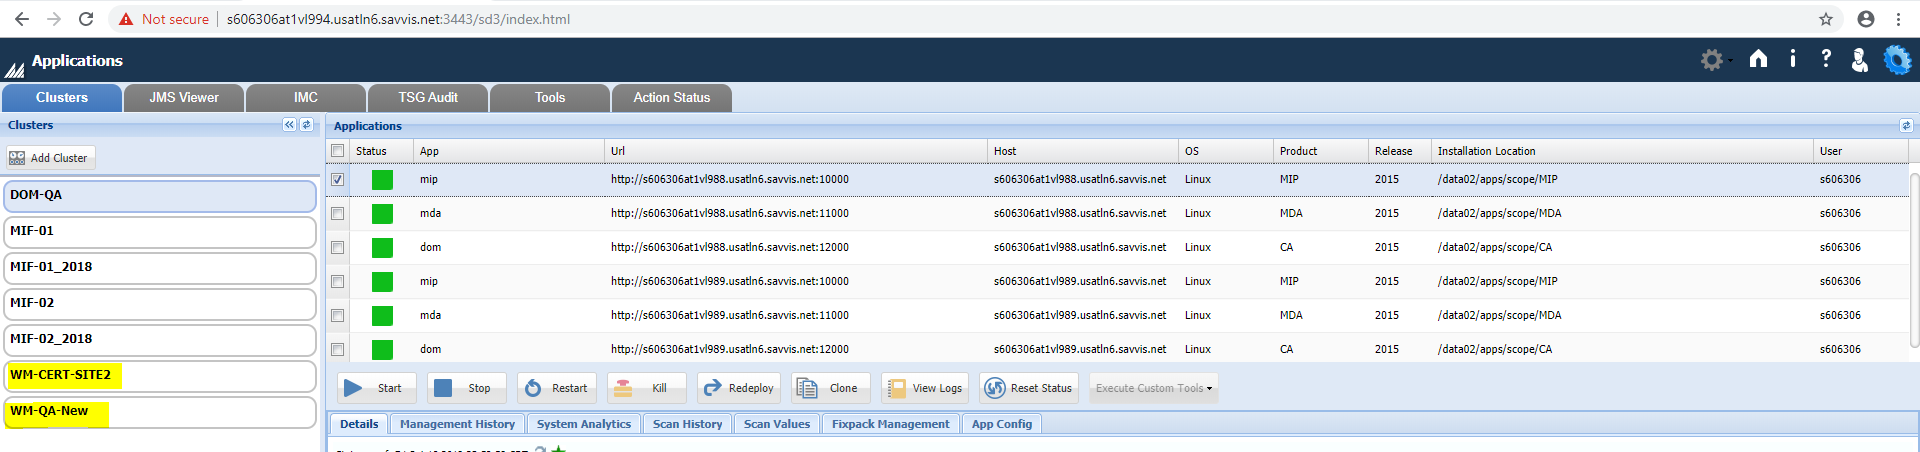 Not secure s606306at1vl994.usatln6.savvis.net:3443/sd3/index.html
Applications
Clusters JMS Viewer IMC TSG Audit Tools Action Status
Clusters
Add Cluster
DOM-QA
MIF-01
MIF-01_2018
MIF-02
MIF-02_2018
WM-CERT-SITE2
WM-QA-New
Applications
Status App Url Host OS Product Release Installation Location User
mip http://s606306at1vl988.usatln6.savvis.net:10000 s606306at1vl988.usatln6.savvis.net Linux MIP 2015 /data02/apps/scope/MIP s606306
mda http://s606306at1vl988.usatln6.savvis.net:11000 s606306at1vl988.usatln6.savvis.net Linux MDA 2015 /data02/apps/scope/MDA s606306
dom http://s606306at1vl988.usatln6.savvis.net:12000 s606306at1vl988.usatln6.savvis.net Linux CA 2015 /data02/apps/scope/CA s606306
mip http://s606306at1vl989.usatln6.savvis.net:10000 s606306at1vl989.usatln6.savvis.net Linux MIP 2015 /data02/apps/scope/MIP s606306
mda http://s606306at1vl989.usatln6.savvis.net:11000 s606306at1vl989.usatln6.savvis.net Linux MDA 2015 /data02/apps/scope/MDA s606306
dom http://s606306at1vl989.usatln6.savvis.net:12000 s606306at1vl989.usatln6.savvis.net Linux CA 2015 /data02/apps/scope/CA s606306
Start Stop Restart Kill Redeploy Clone View Logs Reset Status Execute Custom Tools
Details Management History System Analytics Scan History Scan Values Fixpack Management App Config